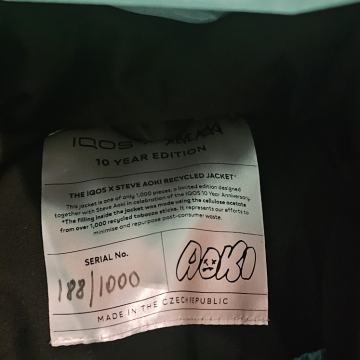 IQOS x AOKI
10 YEAR EDITION
THE IQOS X STEVE AOKI RECYCLED JACKET*
This jacket is one of only 1,000 pieces, a limited edition designed
together with Steve Aoki in celebration of the IQOS 10 Year Anniversary.
*The filling inside the jacket was made using the cellulose acetate
from over 1,000 recycled tobacco sticks. It represents our efforts to
minimise and repurpose post-consumer waste.
SERIAL No.
188/1000
AOKI
MADE IN THE CZECH REPUBLIC